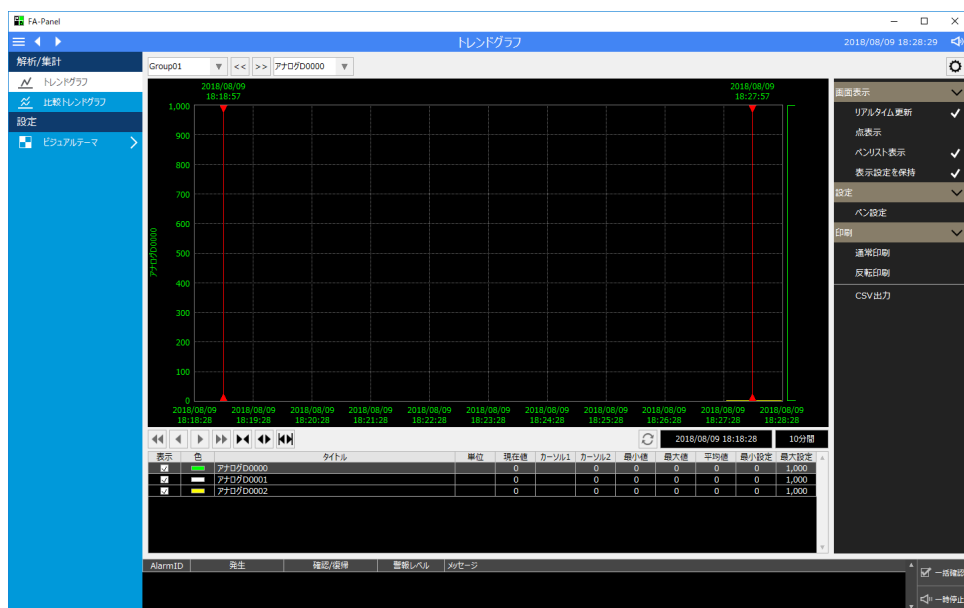 FA-Panel
トレンドグラフ
2018/08/09 18:28:29
解析/集計
トレンドグラフ
比較トレンドグラフ
設定
ビジュアルテーマ
Group01
<<
>>
アナログD0000
2018/08/09
18:18:57
2018/08/09
18:27:57
1,000
900
800
700
600
500
400
300
200
100
0
アナログD0000
2018/08/09 2018/08/09 2018/08/09 2018/08/09 2018/08/09 2018/08/09 2018/08/09 2018/08/09 2018/08/09 2018/08/09 2018/08/09
18:18:28 18:19:28 18:20:28 18:21:28 18:22:28 18:23:28 18:24:28 18:25:28 18:26:28 18:27:28 18:28:28
2018/08/09 18:18:28 10分間
表示 色 タイトル 単位 現在値 カーソル1 カーソル2 最小値 最大値 平均値 最小設定 最大設定
アナログD0000 0 0 0 0 0 0 1,000
アナログD0001 0 0 0 0 0 0 1,000
アナログD0002 0 0 0 0 0 0 1,000
画面表示
リアルタイム更新
点表示
ペンリスト表示
表示設定を保持
設定
ペン設定
印刷
通常印刷
反転印刷
CSV出力
AlarmID 発生 確認/復帰 警報レベル メッセージ
一括確認
一時停止